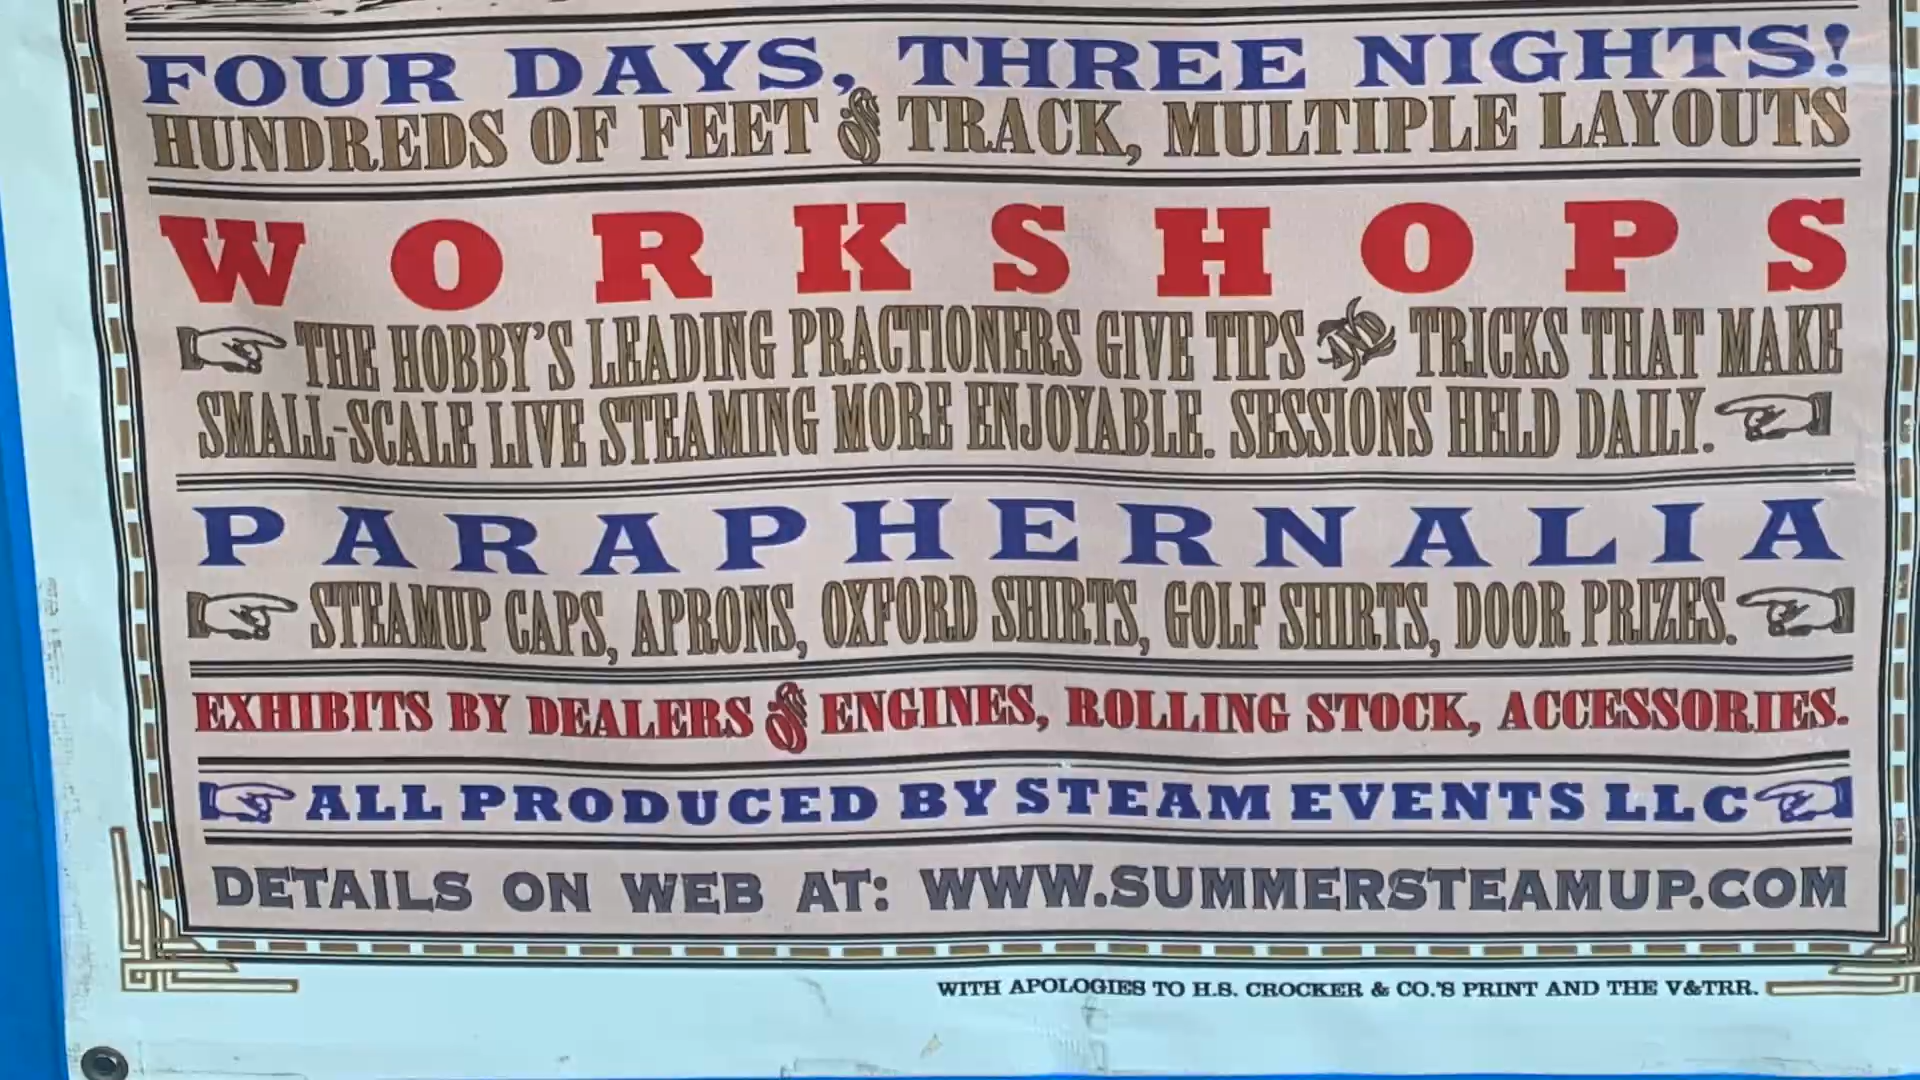 FOUR DAYS, THREE NIGHTS!
HUNDREDS OF FEET OF TRACK, MULTIPLE LAYOUTS
WORKSHOPS
THE HOBBY'S LEADING PRACTIONERS GIVE TIPS AND TRICKS THAT MAKE
SMALL-SCALE LIVE STEAMING MORE ENJOYABLE. SESSIONS HELD DAILY.
PARAPHERNALIA
STEAMUP CAPS, APRONS, OXFORD SHIRTS, GOLF SHIRTS, DOOR PRIZES.
EXHIBITS BY DEALERS OF ENGINES, ROLLING STOCK, ACCESSORIES.
ALL PRODUCED BY STEAM EVENTS LLC
DETAILS ON WEB AT: WWW.SUMMERSTEAMUP.COM
WITH APOLOGIES TO H.S. CROCKER & CO.'S PRINT AND THE V&TRR.